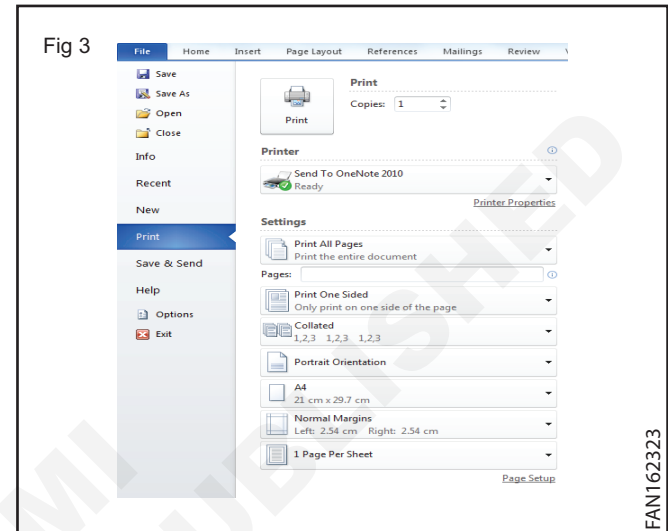 Fig 3
File Home Insert Page Layout References Mailings Review
Save
Save As
Open
Close
Info
Recent
New
Print
Save & Send
Help
Options
Exit
Print
Print
Copies: 1
Printer
Send To OneNote 2010
Ready
Printer Properties
Settings
Print All Pages
Print the entire document
Pages:
Print One Sided
Only print on one side of the page
Collated
1,2,3 1,2,3 1,2,3
Portrait Orientation
A4
21 cm x 29.7 cm
Normal Margins
Left: 2.54 cm Right: 2.54 cm
1 Page Per Sheet
Page Setup
FAN162323